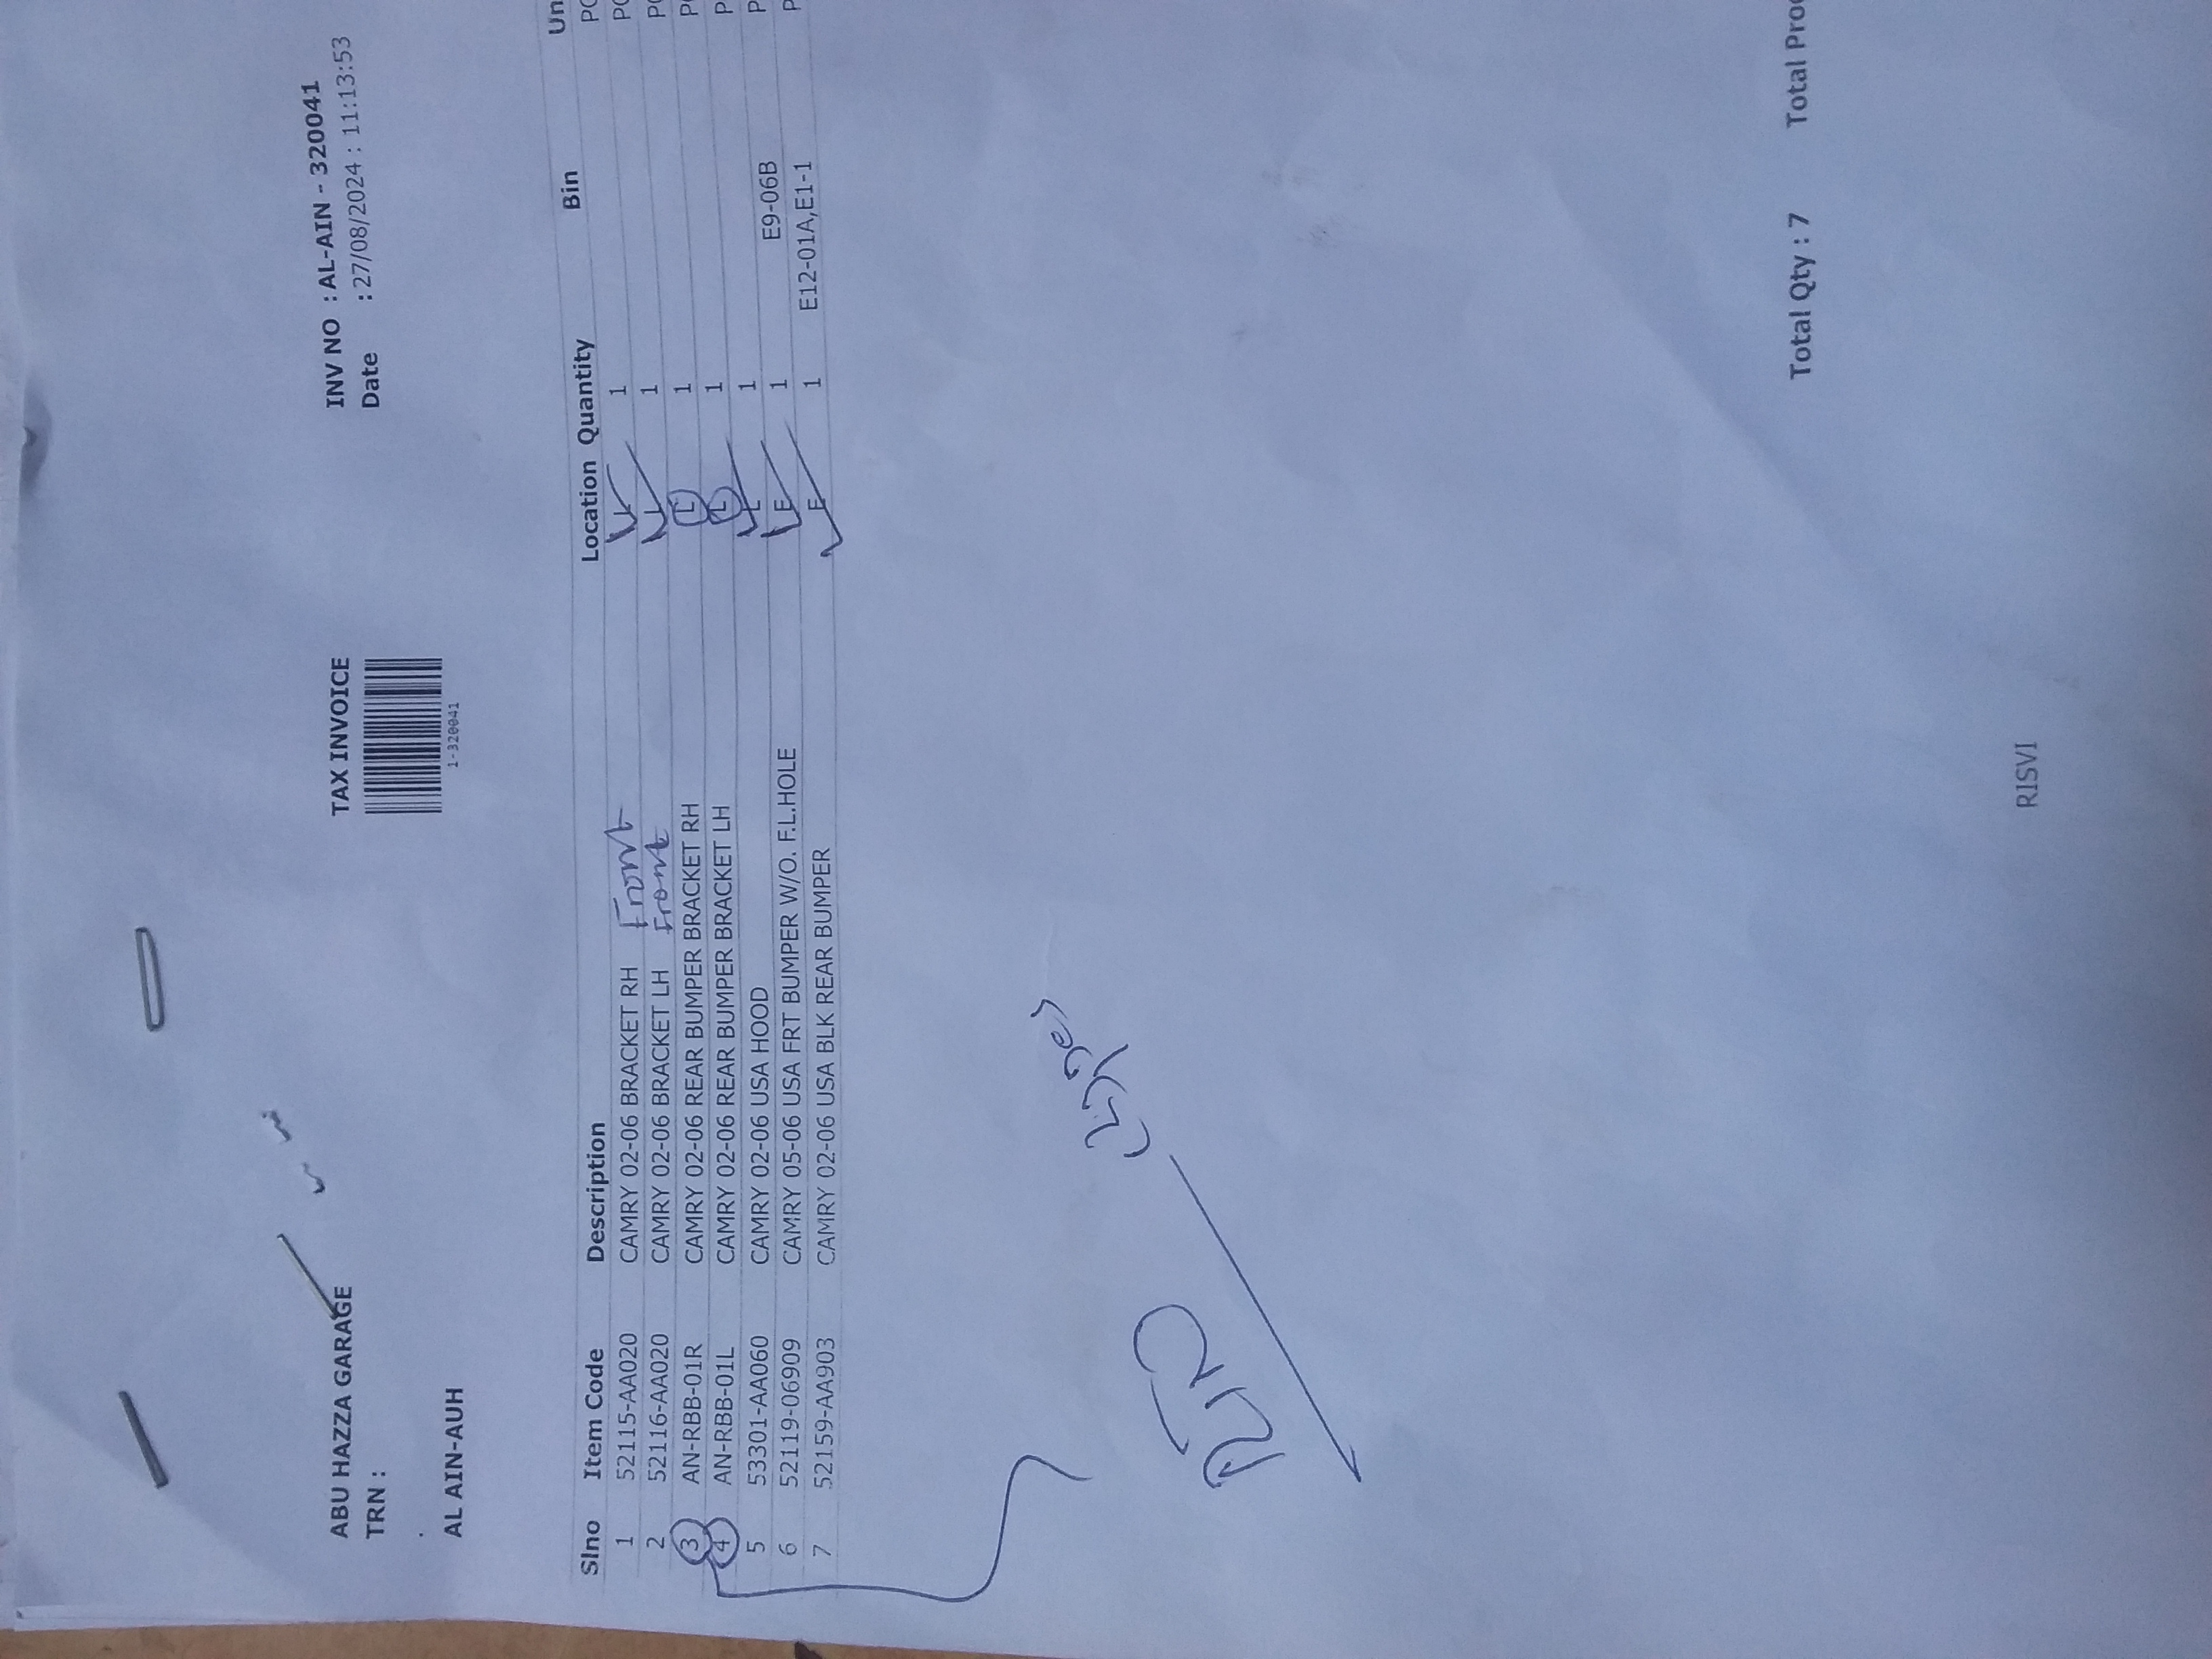 TAX INVOICE
1-320041
ABU HAZZA GARAGE
TRN :
.
AL AIN-AUH
INV NO : AL-AIN - 320041
Date : 27/08/2024 : 11:13:53
Slno Item Code Description Location Quantity Bin Un
1 52115-AA020 CAMRY 02-06 BRACKET RH Front L 1 PC
2 52116-AA020 CAMRY 02-06 BRACKET LH Front L 1 PC
3 AN-RBB-01R CAMRY 02-06 REAR BUMPER BRACKET RH L 1 PC
4 AN-RBB-01L CAMRY 02-06 REAR BUMPER BRACKET LH L 1 P
5 53301-AA060 CAMRY 02-06 USA HOOD 1 P
6 52119-06909 CAMRY 05-06 USA FRT BUMPER W/O. F.L.HOLE E 1 E9-06B P
7 52159-AA903 CAMRY 02-06 USA BLK REAR BUMPER E 1 E12-01A,E1-1
Total Qty : 7 Total Prod
RISVI